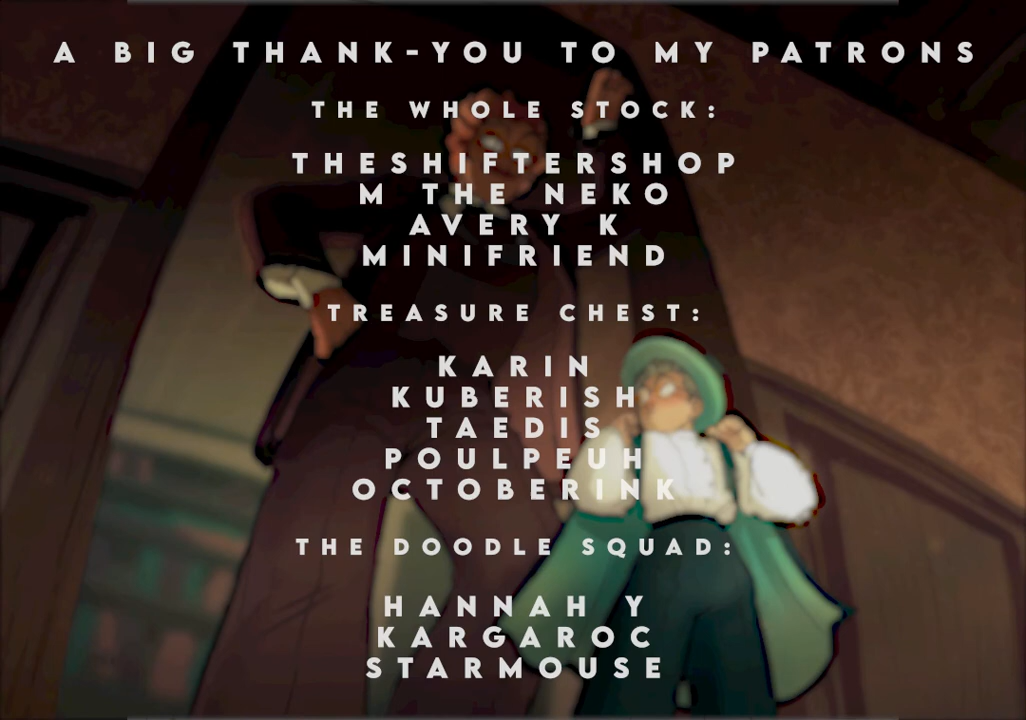 A BIG THANK-YOU TO MY PATRONS
THE WHOLE STOCK:
THESHIFTERSHOP
M THE NEKO
AVERY K
MINIFRIEND
TREASURE CHEST:
KARIN
KUBERISH
TAEDIS
POULPEUH
OCTOBERINK
THE DOODLE SQUAD:
HANNAH Y
KARGAROC
STARMOUSE